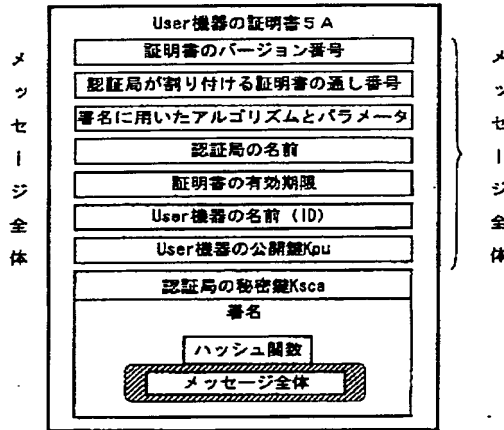 User機器の証明書5A
証明書のバージョン番号
認証局が割り付ける証明書の通し番号
署名に用いたアルゴリズムとパラメータ
認証局の名前
証明書の有効期限
User機器の名前 (ID)
User機器の公開鍵Kpu
認証局の秘密鍵Ksca
署名
ハッシュ関数
メッセージ全体
メッセージ全体
メッセージ全体